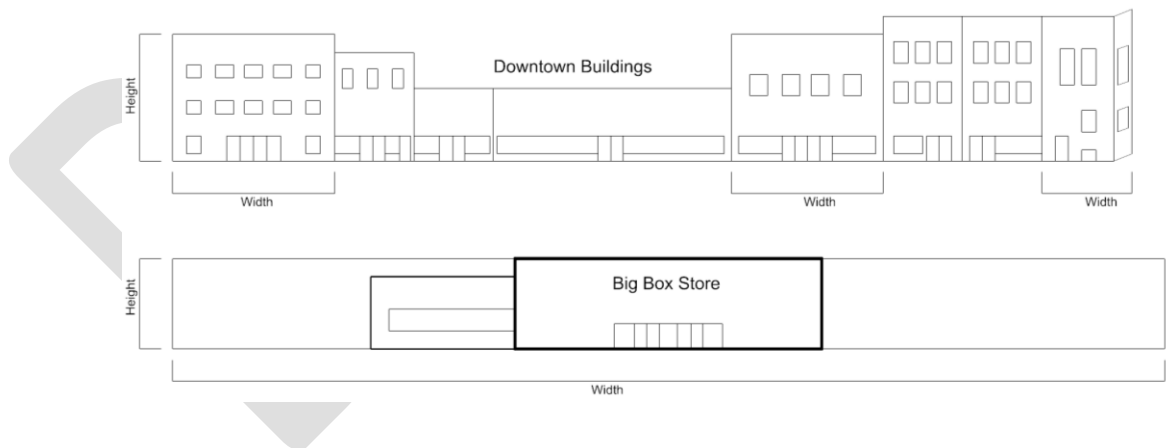 Downtown Buildings
Height
Width
Width
Width
Big Box Store
Height
Width